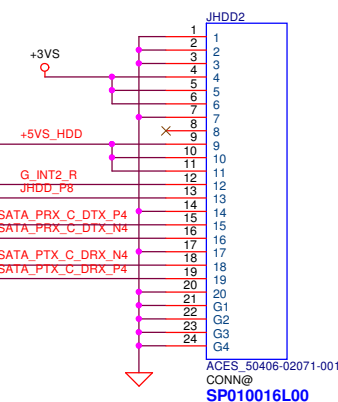 JHDD2
1 1
2 2
+3VS
3 3
4 4
5 5
6 6
7 7
8 8
+5VS_HDD
9 9
10 10
11 11
G_INT2_R
12 12
JHDD_P8
13 13
14 14
SATA_PRX_C_DTX_P4
15 15
SATA_PRX_C_DTX_N4
16 16
17 17
SATA_PTX_C_DRX_N4
18 18
SATA_PTX_C_DRX_P4
19 19
20 20
21 G1
22 G2
23 G3
24 G4
ACES_50406-02071-001
CONN@
SP010016L00